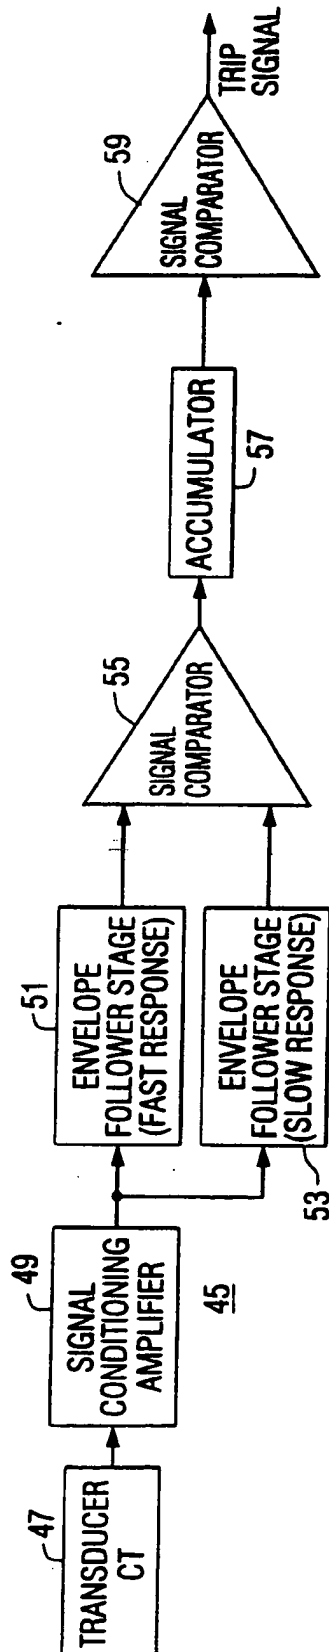 47
TRANSDUCER
CT
49
SIGNAL
CONDITIONING
AMPLIFIER
45
51
ENVELOPE
FOLLOWER STAGE
(FAST RESPONSE)
ENVELOPE
FOLLOWER STAGE
(SLOW RESPONSE)
53
55
SIGNAL
COMPARATOR
ACCUMULATOR
57
59
SIGNAL
COMPARATOR
TRIP
SIGNAL